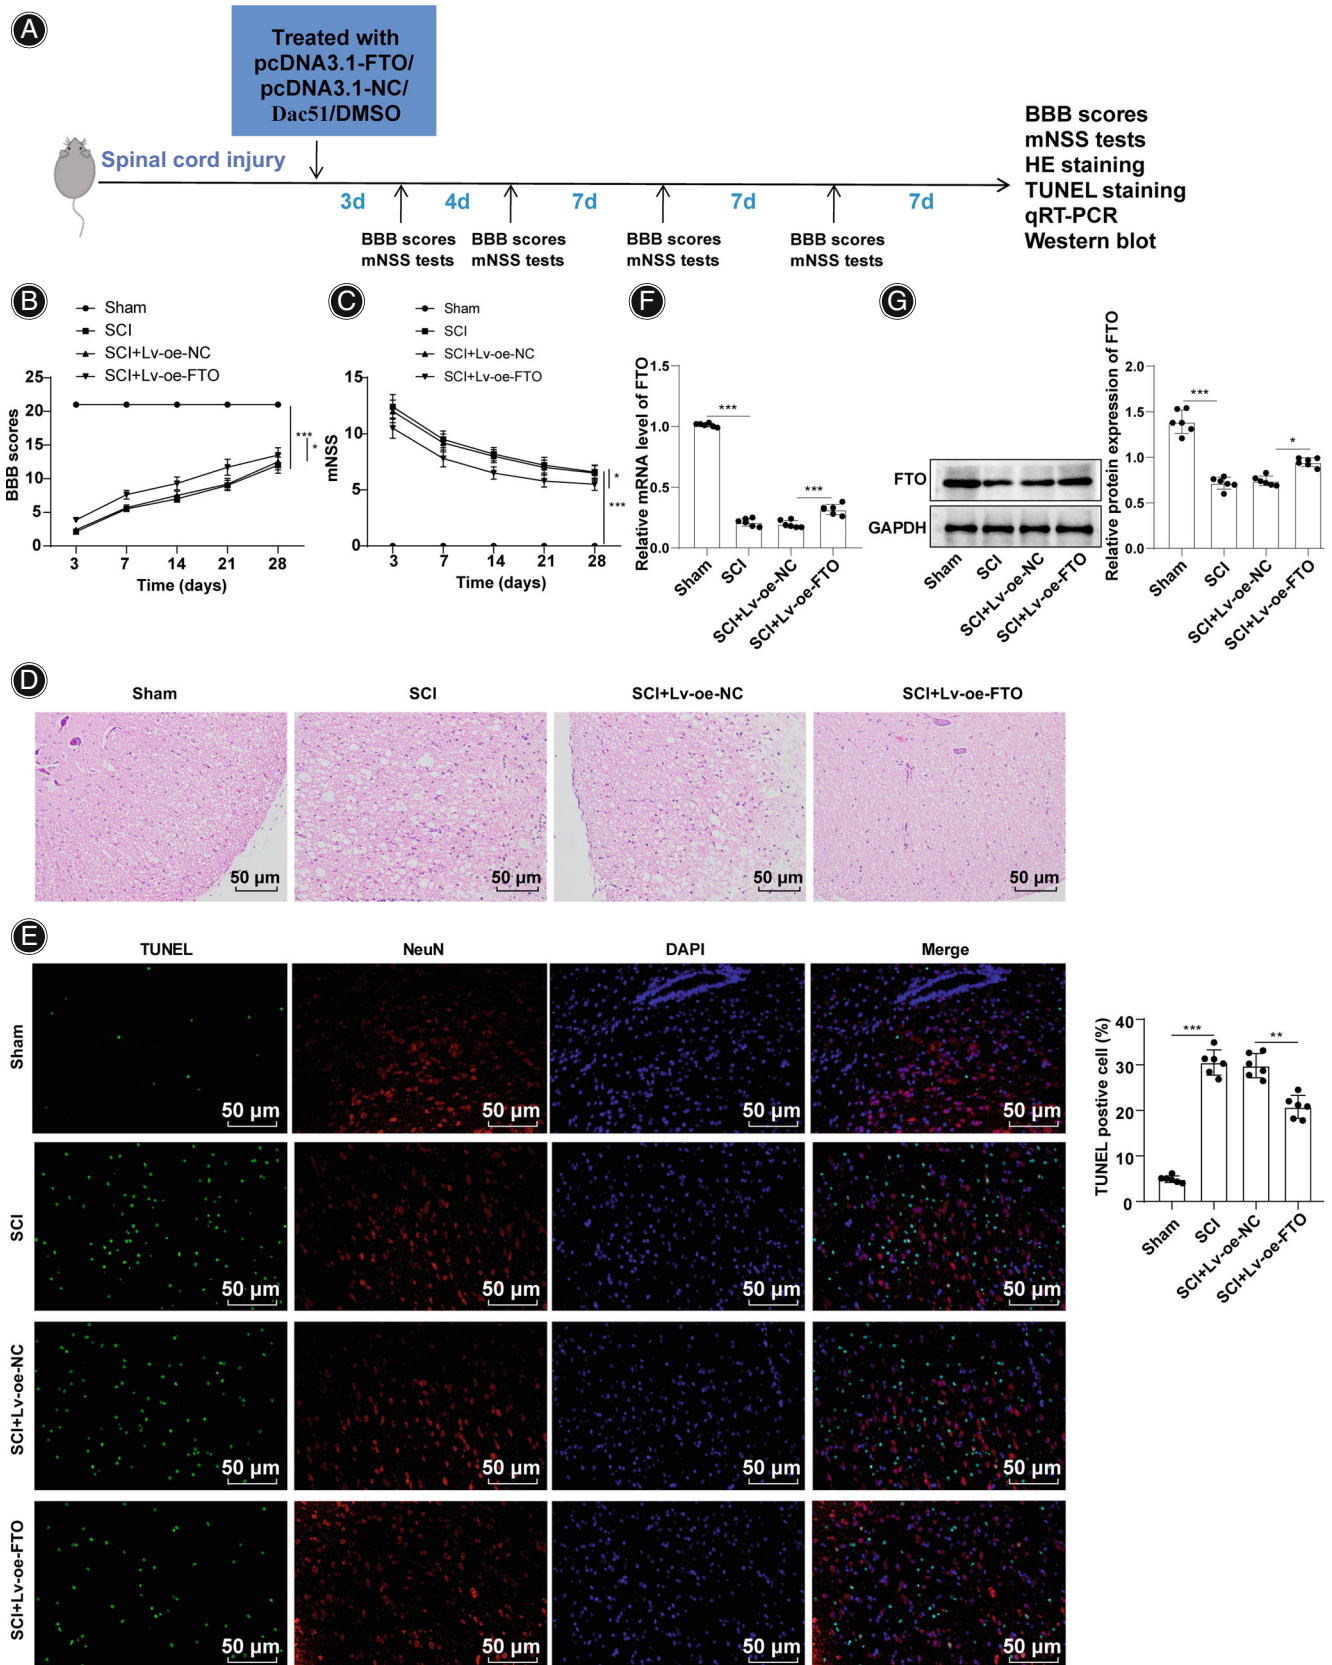 A
Treated with
pcDNA3.1-FTO/
pcDNA3.1-NC/
Dac51/DMSO
Spinal cord injury
3d
4d
7d
7d
7d
BBB scores
mNSS tests
BBB scores
mNSS tests
BBB scores
mNSS tests
BBB scores
mNSS tests
BBB scores
mNSS tests
HE staining
TUNEL staining
qRT-PCR
Western blot
B
Sham
SCI
SCI+Lv-oe-NC
SCI+Lv-oe-FTO
BBB scores
25
20
15
10
5
0
3
7
14
21
28
Time (days)
***
*
C
Sham
SCI
SCI+Lv-oe-NC
SCI+Lv-oe-FTO
mNSS
15
10
5
0
3
7
14
21
28
Time (days)
*
***
F
Relative mRNA level of FTO
1.5
1.0
0.5
0.0
***
***
Sham
SCI
SCI+Lv-oe-NC
SCI+Lv-oe-FTO
G
FTO
GAPDH
Sham
SCI
SCI+Lv-oe-NC
SCI+Lv-oe-FTO
Relative protein expression of FTO
2.0
1.5
1.0
0.5
0.0
***
*
Sham
SCI
SCI+Lv-oe-NC
SCI+Lv-oe-FTO
D
Sham
SCI
SCI+Lv-oe-NC
SCI+Lv-oe-FTO
50 µm
50 µm
50 µm
50 µm
E
TUNEL
NeuN
DAPI
Merge
Sham
50 µm
50 µm
50 µm
50 µm
SCI
50 µm
50 µm
50 µm
50 µm
SCI+Lv-oe-NC
50 µm
50 µm
50 µm
50 µm
SCI+Lv-oe-FTO
50 µm
50 µm
50 µm
50 µm
TUNEL postive cell (%)
40
30
20
10
0
***
**
Sham
SCI
SCI+Lv-oe-NC
SCI+Lv-oe-FTO